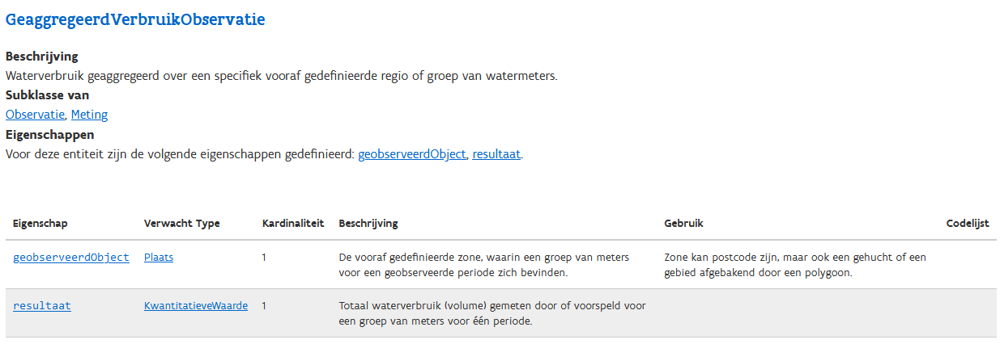 GeaggregeerdVerbruikObservatie
Beschrijving
Waterverbruik geaggregeerd over een specifiek vooraf gedefinieerde regio of groep van watermeters.
Subklasse van
Observatie, Meting
Eigenschappen
Voor deze entiteit zijn de volgende eigenschappen gedefinieerd: geobserveerdObject, resultaat.
Eigenschap Verwacht Type Kardinaliteit Beschrijving Gebruik Codelijst
geobserveerdObject Plaats 1 De vooraf gedefinieerde zone, waarin een groep van meters Zone kan postcode zijn, maar ook een gehucht of een
voor een geobserveerde periode zich bevinden. gebied afgebakend door een polygoon.
resultaat KwantitatieveWaarde 1 Totaal waterverbruik (volume) gemeten door of voorspeld voor
een groep van meters voor één periode.